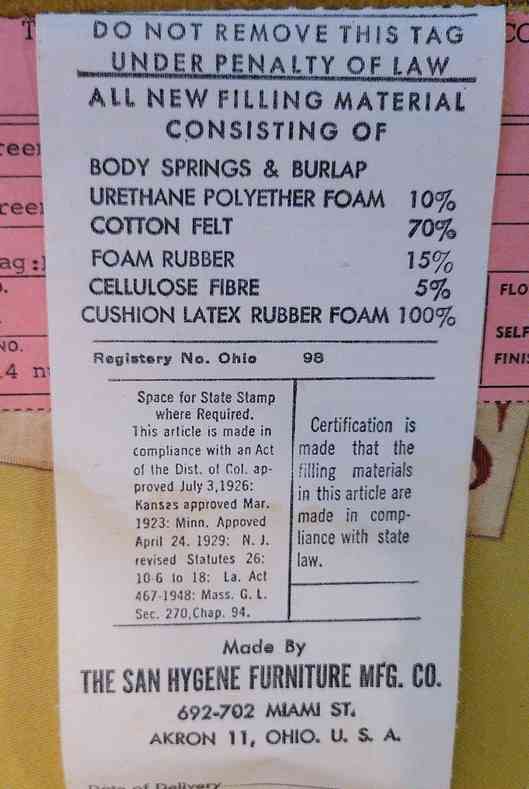 DO NOT REMOVE THIS TAG
UNDER PENALTY OF LAW
ALL NEW FILLING MATERIAL
CONSISTING OF
BODY SPRINGS & BURLAP
URETHANE POLYETHER FOAM 10%
COTTON FELT 70%
FOAM RUBBER 15%
CELLULOSE FIBRE 5%
CUSHION LATEX RUBBER FOAM 100%
Registery No. Ohio 98
Space for State Stamp
where Required.
This article is made in
compliance with an Act
of the Dist. of Col. ap-
proved July 3,1926:
Kansas approved Mar.
1923: Minn. Appoved
April 24. 1929: N. J.
revised Statutes 26:
10-6 to 18: La. Act
467-1948: Mass. G. L.
Sec. 270,Chap. 94.
Certification is
made that the
filling materials
in this article are
made in comp-
liance with state
law.
Made By
THE SAN HYGENE FURNITURE MFG. CO.
692-702 MIAMI ST.
AKRON 11, OHIO. U. S. A.
Date of Delivery
NO.
FLO
SELF
FINI